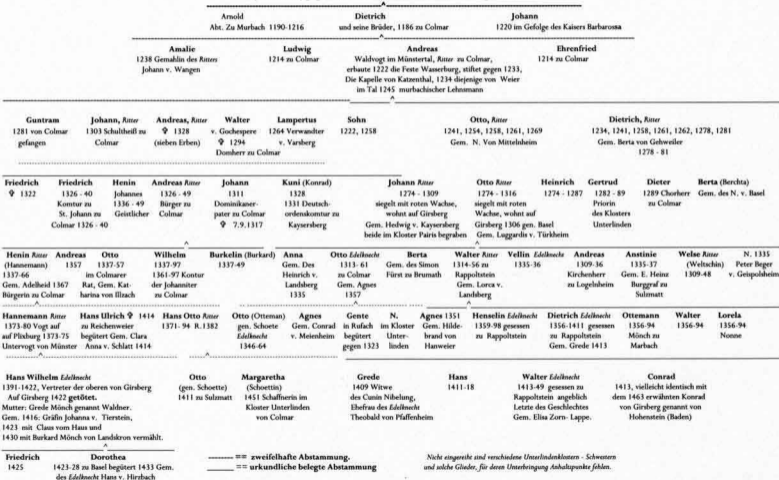 Arnold
Abt. Zu Murbach 1190-1216
Dietrich
und seine Brüder, 1186 zu Colmar
Johann
1220 im Gefolge des Kaisers Barbarossa
Amalie
1238 Gemahlin des Ritters
Johann v. Wangen
Ludwig
1214 zu Colmar
Andreas
Waldvogt im Münstertal, Ritter zu Colmar,
erbaute 1222 die Feste Wasserburg, stiftet gegen 1233,
Die Kapelle von Katzenthal, 1234 diejenige von Weier
im Tal 1245 murbachischer Lehnsmann
Ehrenfried
1214 zu Colmar
Guntram
1281 von Colmar
gefangen
Johann, Ritter
1303 Schultheiß zu
Colmar
Andreas, Ritter
✞ 1328
(sieben Erben)
Walter
v. Gochespere
✞ 1294
Domherr zu Colmar
Lampertus
1264 Verwandter
v. Varsberg
Sohn
1222, 1258
Otto, Ritter
1241, 1254, 1258, 1261, 1269
Gem. N. Von Mittelnheim
Dietrich, Ritter
1234, 1241, 1258, 1261, 1262, 1278, 1281
Gem. Berta von Gehweiler
1278 - 81
Friedrich
✞ 1322
Friedrich
1326 - 40
Komtur zu
St. Johann zu
Colmar 1326 - 40
Henin
Johannes
1336 - 49
Geistlicher
Andreas Ritter
1326 - 49
Bürger zu
Colmar
Johann
1311
Dominikaner-
pater zu Colmar
✞ 7.9.1317
Kuni (Konrad)
1328
1331 Deutsch-
ordenskomtur zu
Kaysersberg
Johann Ritter
1274 - 1309
siegelt mit roten Wachse,
wohnt auf Girsberg
Gem. Hedwig v. Kaysersberg
beide im Kloster Pairis begraben
Otto Ritter
1274 - 1316
siegelt mit roten
Wachse, wohnt auf
Girsberg 1306 gen. Basel
Gem. Luggardis v. Türkheim
Heinrich
1274 - 1287
Gertrud
1282 - 89
Priorin
des Klosters
Unterlinden
Dieter
1289 Chorherr
zu Colmar
Berta (Berchta)
Gem. des N. v. Basel
Henin Ritter
(Hannemann)
1337-66
Gem. Adelheid 1367
Bürgerin zu Colmar
Andreas
1357
Otto
1337-57
im Colmarer
Rat, Gem. Kat-
harina von Illzach
Wilhelm
1337-97
1361-97 Kontur
der Johanniter
zu Colmar
Burkelin (Burkard)
1337-49
Anna
Gem. Des
Heinrich v.
Landsberg
1335
Otto Edelknecht
1313- 61
zu Colmar
Gem. Agnes
1357
Berta
Gem. des Simon
Fürst zu Brumath
Walter Ritter
1314-56 zu
Rappoltstein
Gem. Lorca v.
Landsberg
Vellin Edelknecht
1335-36
Andreas
1309-36
Kirchenherr
zu Logelnheim
Anstinie
1335-37
Gem. E. Heinz
Burggraf zu
Sulzmatt
Welse Ritter
(Weltschin)
1309-48
N. 1335
Peter Beger
v. Geispolsheim
Hannemann Ritter
1373-80 Vogt auf
auf Plixburg 1373-75
Untervogt von Münster
Hans Ulrich ✞ 1414
zu Reichenweier
begütert Gem. Clara
Anna v. Schlatt 1414
Hans Otto Ritter
1371- 94 R.1382
Otto (Otteman)
gen. Schoete
Edelknecht
1346-64
Agnes
Gem. Conrad
v. Meienheim
Gente
in Rufach
begütert
gegen 1323
N.
im Kloster
Unter-
linden
Agnes 1351
Gem. Hilde-
brand von
Hanweier
Henselin Edelknecht
1359-98 gesessen
zu Rappoltstein
Dietrich Edelknecht
1356-1411 gesessen
zu Rappoltstein
Gem. Grede 1413
Ottemann
1356-94
Mönch zu
Marbach
Walter
1356-94
Lorela
1356-94
Nonne
Hans Wilhelm Edelknecht
1391-1422, Vertreter der oberen von Girsberg
Auf Girsberg 1422 getötet.
Mutter: Grede Mönch genannt Waldner.
Gem. 1416: Gräfin Johanna v. Tierstein,
1423 mit Claus vom Haus und
1430 mit Burkard Mönch von Landskron vermählt.
Otto
(gen. Schoette)
1411 zu Sulzmatt
Margaretha
(Schoettin)
1451 Schaffnerin im
Kloster Unterlinden
von Colmar
Grede
1409 Witwe
des Cunin Nibelung,
Ehefrau des Edelknecht
Theobald von Pfaffenheim
Hans
1411-18
Walter Edelknecht
1413-49 gesessen zu
Rappoltstein angeblich
Letzte des Geschlechtes
Gem. Elisa Zorn- Lappe.
Conrad
1413, vielleicht identisch mit
dem 1463 erwähnten Konrad
von Girsberg genannt von
Hohenstein (Baden)
Friedrich
1425
Dorothea
1423-28 zu Basel begütert 1433 Gem.
des Edelknecht Hans v. Hirzbach
-------- == zweifelhafte Abstammung.
____ == urkundliche belegte Abstammung
Nicht eingereiht sind verschiedene Unterlindenklostern - Schwestern
und solche Glieder, für deren Unterbringung Anhaltspunkte fehlen.